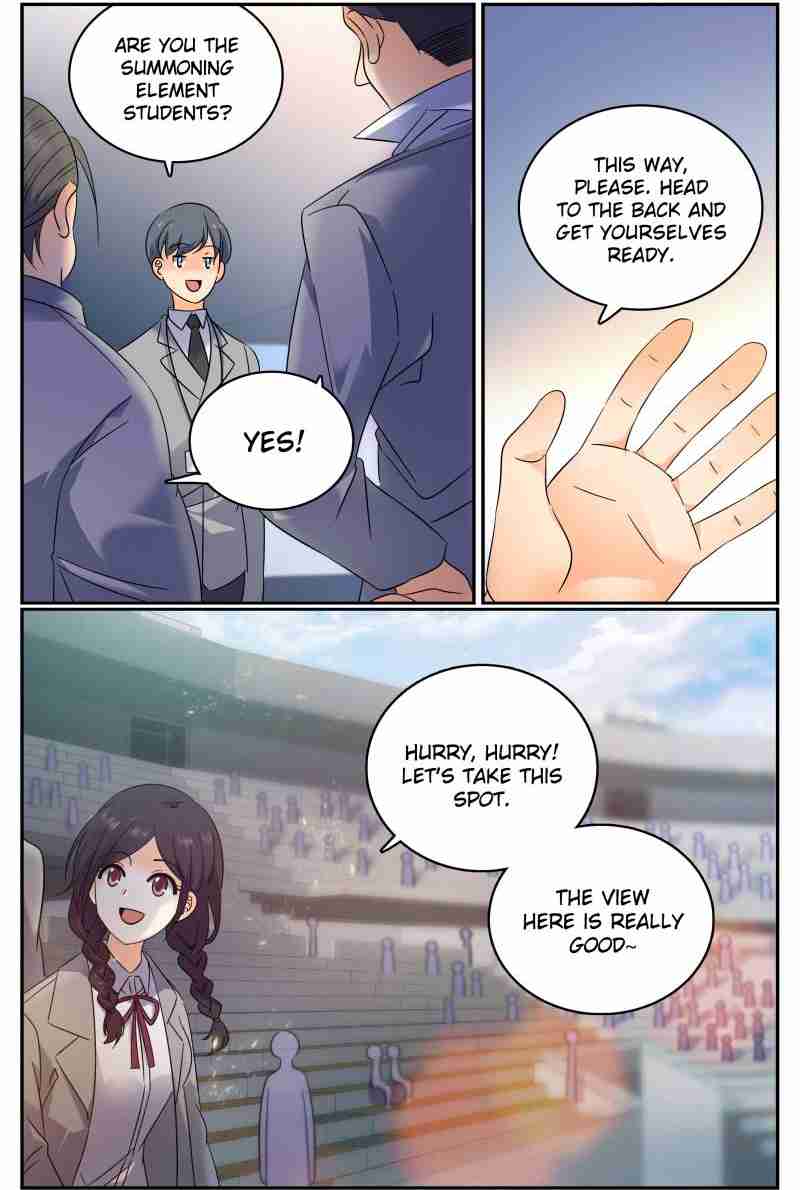 ARE YOU THE
SUMMONING
ELEMENT
STUDENTS?
YES!
THIS WAY,
PLEASE. HEAD
TO THE BACK AND
GET YOURSELVES
READY.
HURRY, HURRY!
LET'S TAKE THIS
SPOT.
THE VIEW
HERE IS REALLY
GOOD~